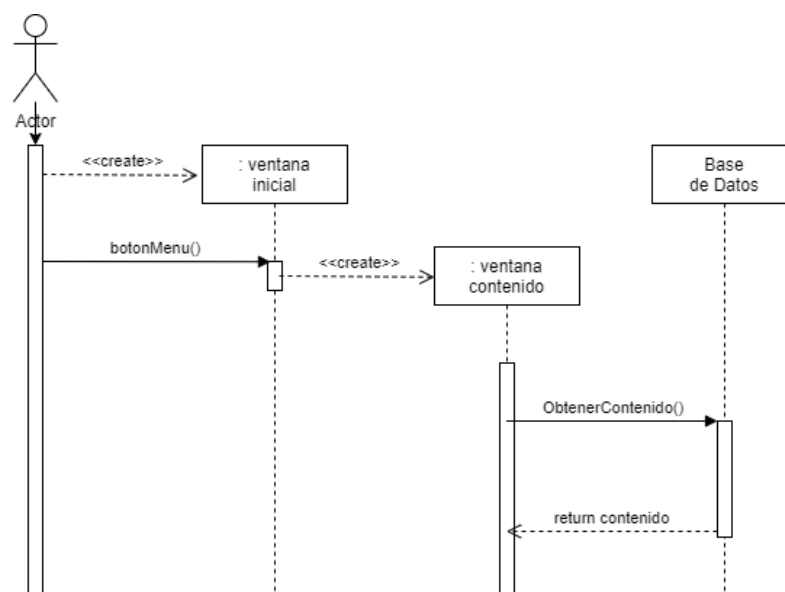 Actor
<<create>>
: ventana
inicial
Base
de Datos
botonMenu()
<<create>>
: ventana
contenido
ObtenerContenido()
return contenido